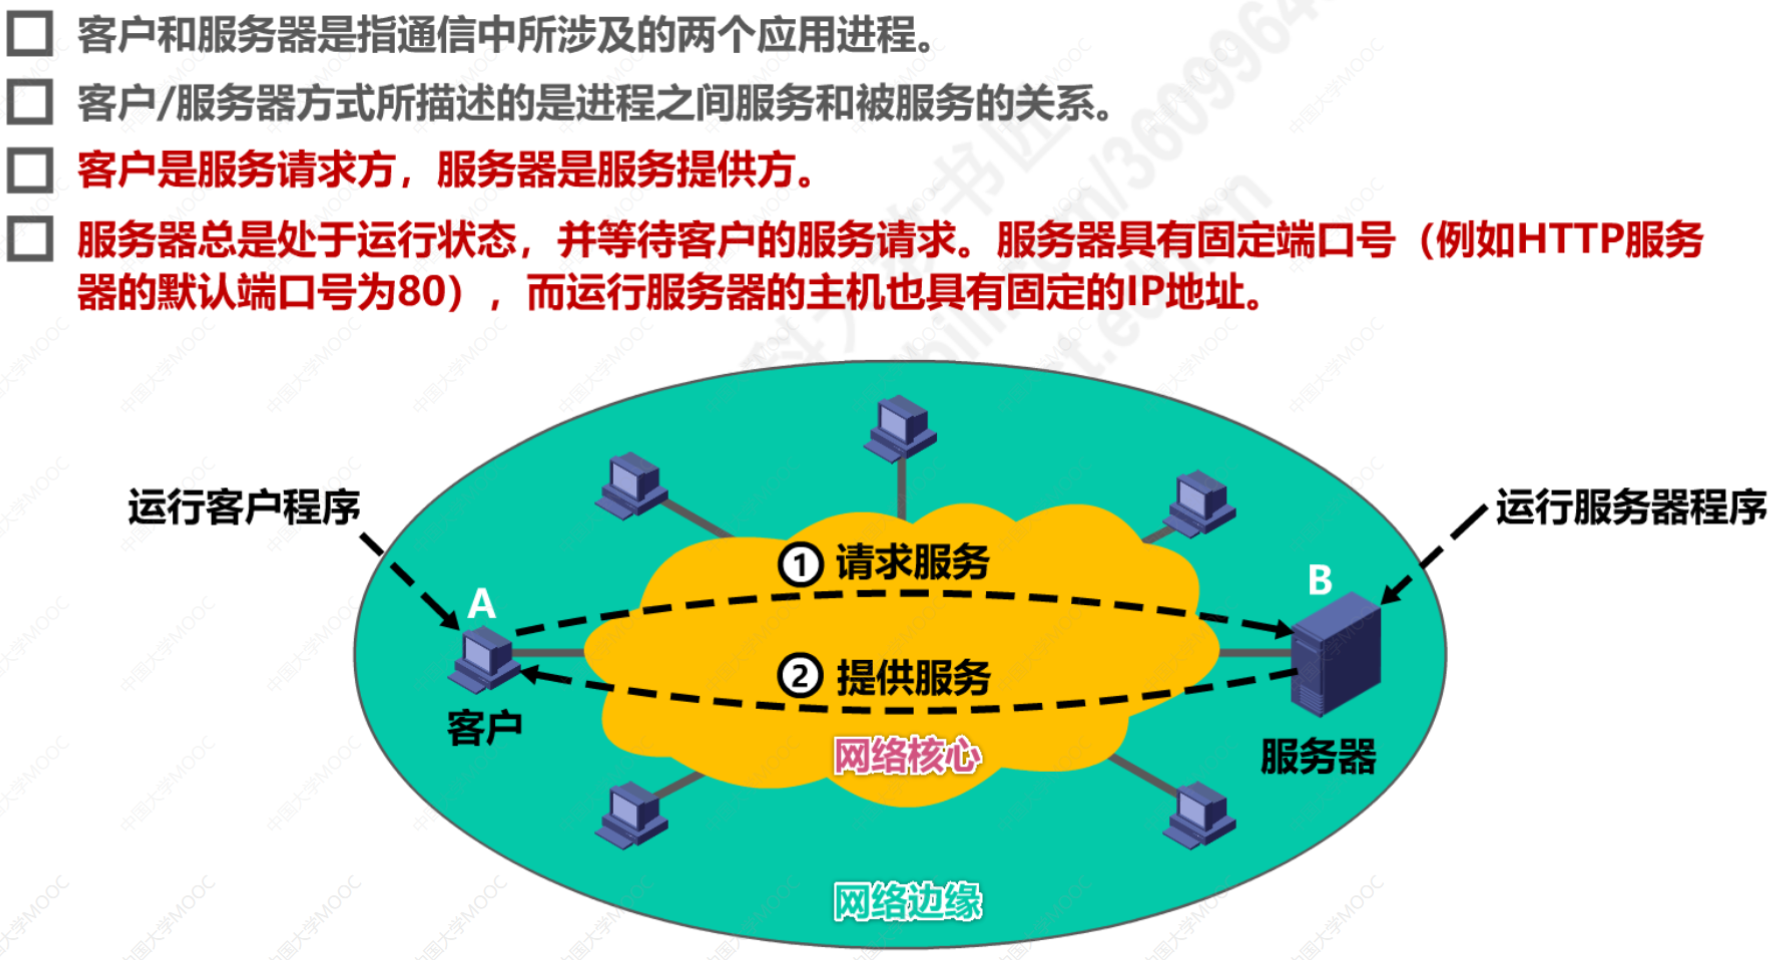 客户和服务器是指通信中所涉及的两个应用进程。
客户/服务器方式所描述的是进程之间服务和被服务的关系。
客户是服务请求方，服务器是服务提供方。
服务器总是处于运行状态，并等待客户的服务请求。服务器具有固定端口号（例如HTTP服务
器的默认端口号为80），而运行服务器的主机也具有固定的IP地址。
运行客户程序
运行服务器程序
① 请求服务
A
B
② 提供服务
客户
服务器
网络核心
网络边缘
中国大学MOOC